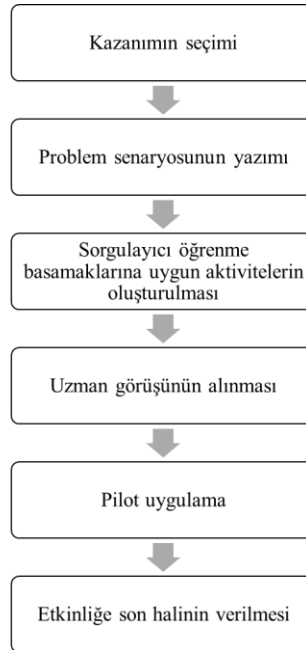 Kazanımın seçimi
Problem senaryosunun yazımı
Sorgulayıcı öğrenme
basamaklarına uygun aktivitelerin
oluşturulması
Uzman görüşünün alınması
Pilot uygulama
Etkinliğe son halinin verilmesi